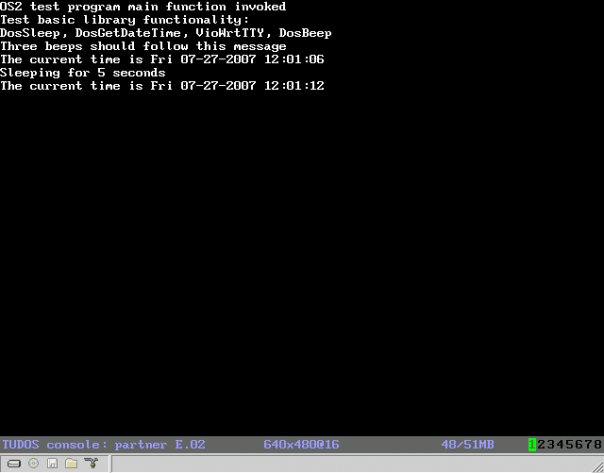 OS2 test program main function invoked
Test basic library functionality:
DosSleep, DosGetDateTime, VioWrtTTY, DosBeep
Three beeps should follow this message
The current time is Fri 07-27-2007 12:01:06
Sleeping for 5 seconds
The current time is Fri 07-27-2007 12:01:12
TUDOS console: partner E.02 640x480@16 48/51MB 12345678